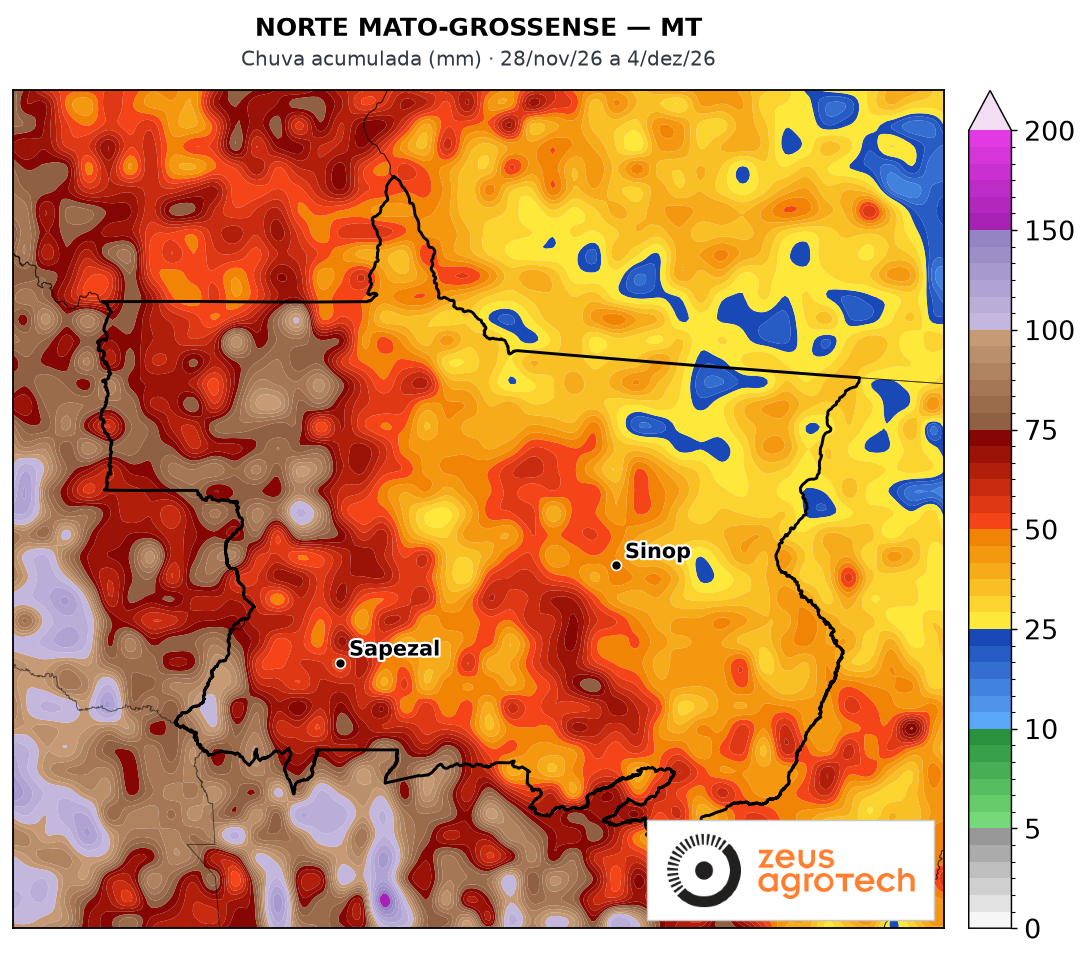 NORTE MATO-GROSSENSE — MT
Chuva acumulada (mm) · 28/nov/26 a 4/dez/26
200
150
100
75
50
25
10
5
0
Sinop
Sapezal
zeus
agrotech